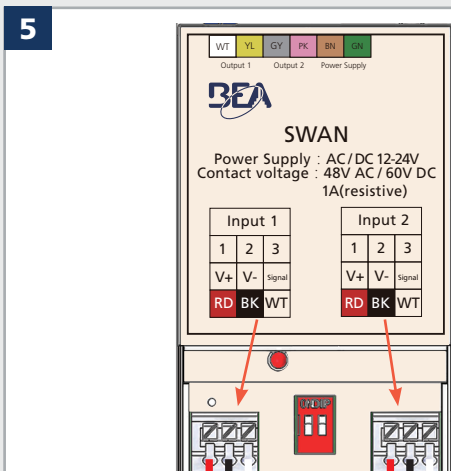 5
WT YL GY PK BN GN
Output 1 Output 2 Power Supply
BEA
SWAN
Power Supply : AC/DC 12-24V
Contact voltage : 48V AC / 60V DC
1A(resistive)
Input 1
1 2 3
V+ V- Signal
RD BK WT
Input 2
1 2 3
V+ V- Signal
RD BK WT